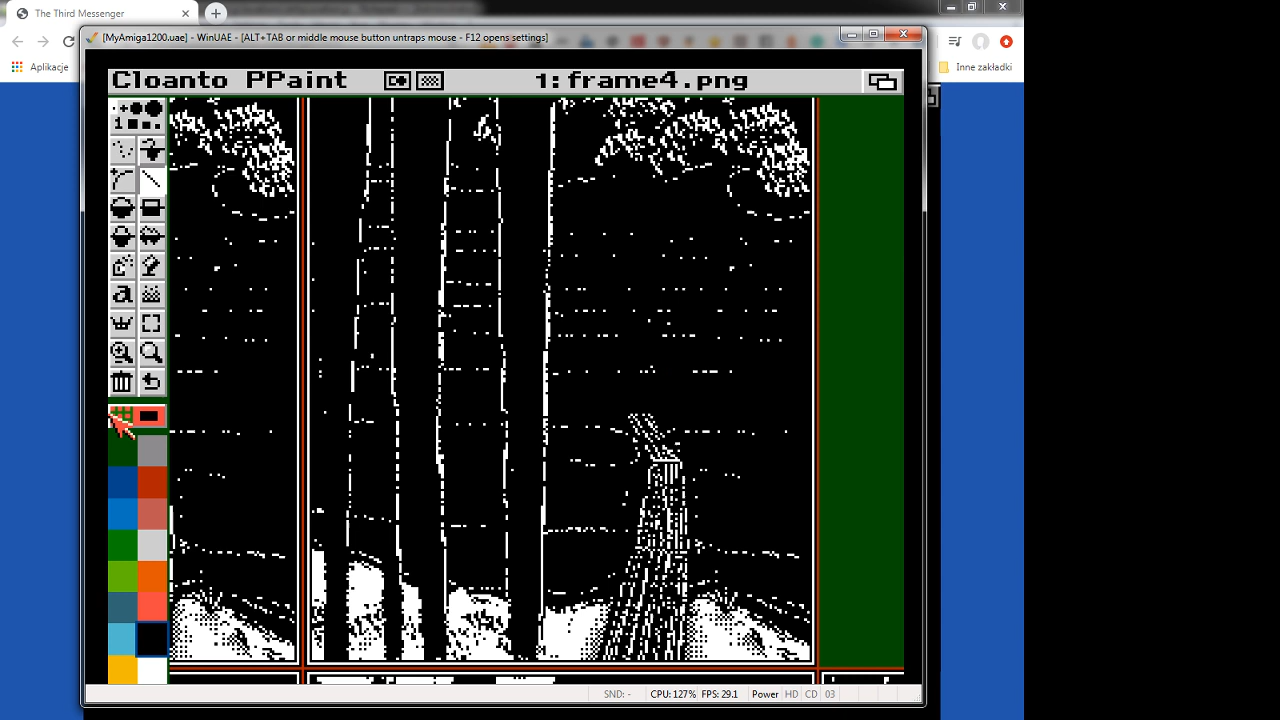 The Third Messenger
[MyAmiga1200.uae] - WinUAE - [ALT+TAB or middle mouse button untraps mouse - F12 opens settings]
Aplikacje
Inne zakładki
Cloanto PPaint
1:frame4.png
SND: -
CPU: 127%
FPS: 29.1
Power
HD
CD
03